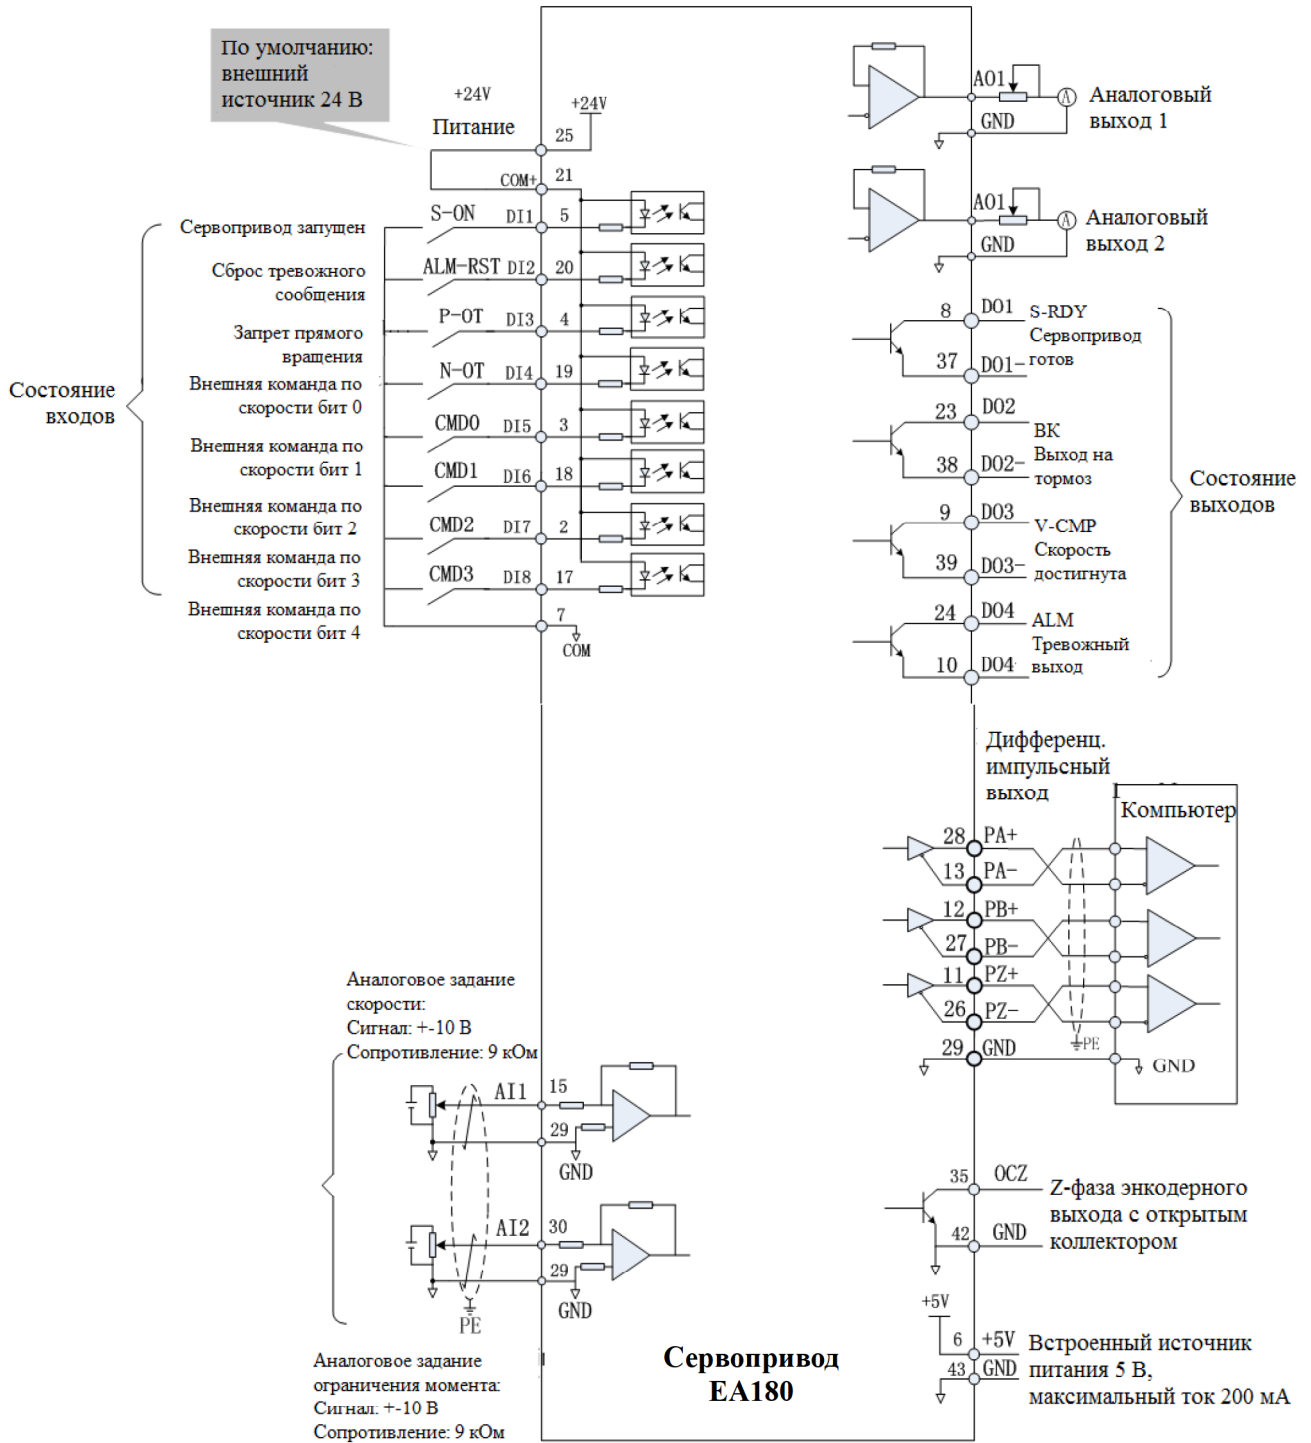 По умолчанию:
внешний
источник 24 В
+24V
Питание
+24V
25
COM+
21
S-ON
DI1
5
ALM-RST
DI2
20
P-OT
DI3
4
N-OT
DI4
19
CMD0
DI5
3
CMD1
DI6
18
CMD2
DI7
2
CMD3
DI8
17
7
COM
Состояние
входов
Сервопривод запущен
Сброс тревожного
сообщения
Запрет прямого
вращения
Внешняя команда по
скорости бит 0
Внешняя команда по
скорости бит 1
Внешняя команда по
скорости бит 2
Внешняя команда по
скорости бит 3
Внешняя команда по
скорости бит 4
AO1
A
GND
Аналоговый
выход 1
AO1
A
GND
Аналоговый
выход 2
8
DO1
S-RDY
Сервопривод
готов
37
DO1-
23
DO2
ВК
Выход на
тормоз
38
DO2-
9
DO3
V-CMP
Скорость
достигнута
39
DO3-
24
DO4
ALM
Тревожный
выход
10
DO4
Состояние
выходов
Дифференц.
импульсный
выход
Компьютер
28
PA+
13
PA-
12
PB+
27
PB-
11
PZ+
26
PZ-
PE
29
GND
GND
Аналоговое задание
скорости:
Сигнал: +-10 В
Сопротивление: 9 кОм
AI1
15
29
GND
AI2
30
29
GND
PE
Аналоговое задание
ограничения момента:
Сигнал: +-10 В
Сопротивление: 9 кОм
35
OCZ
42
GND
Z-фаза энкодерного
выхода с открытым
коллектором
+5V
6
+5V
43
GND
Встроенный источник
питания 5 В,
максимальный ток 200 мА
Сервопривод
EA180